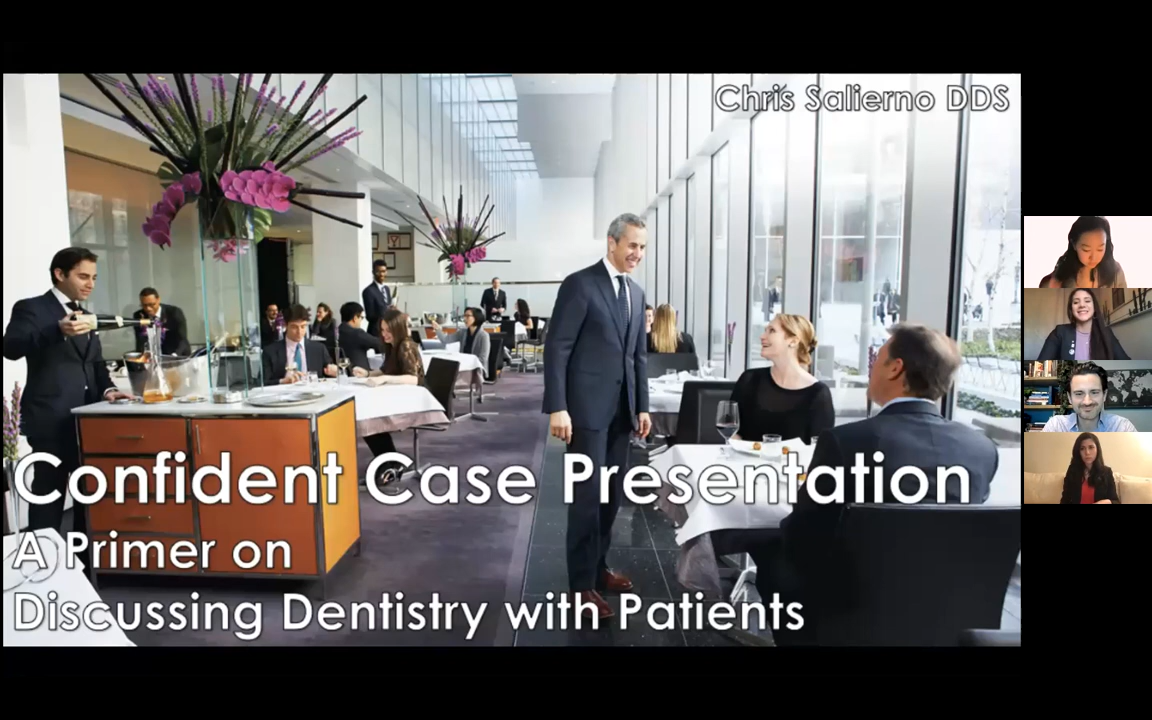 Chris Salierno DDS
Confident Case Presentation
A Primer on
Discussing Dentistry with Patients